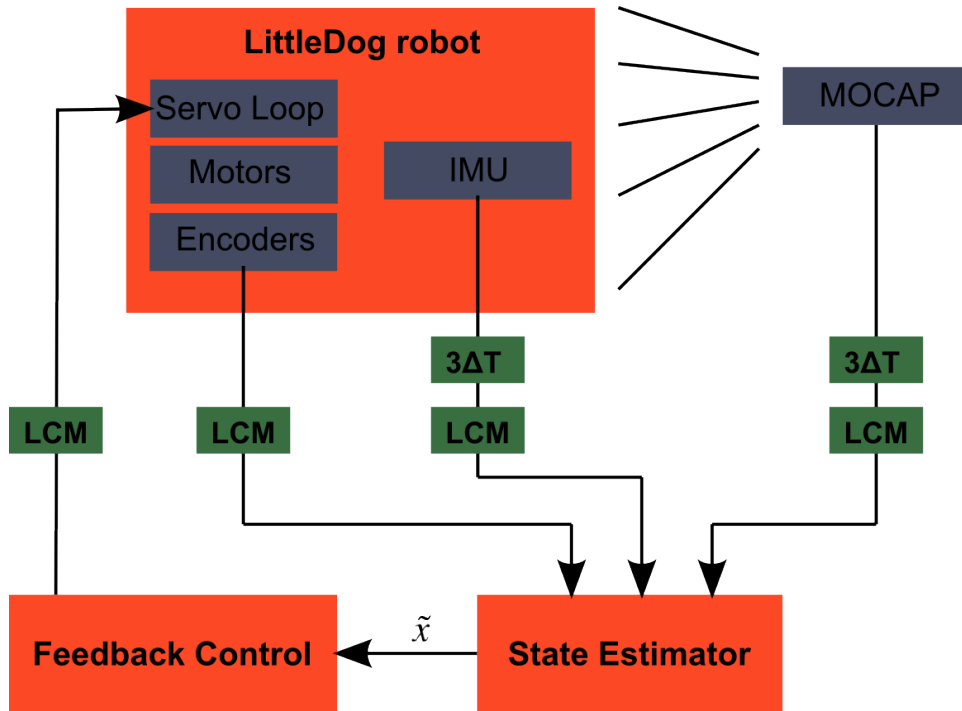 LittleDog robot
Servo Loop
Motors
Encoders
IMU
MOCAP
3ΔT
3ΔT
LCM
LCM
LCM
LCM
x̃
Feedback Control
State Estimator